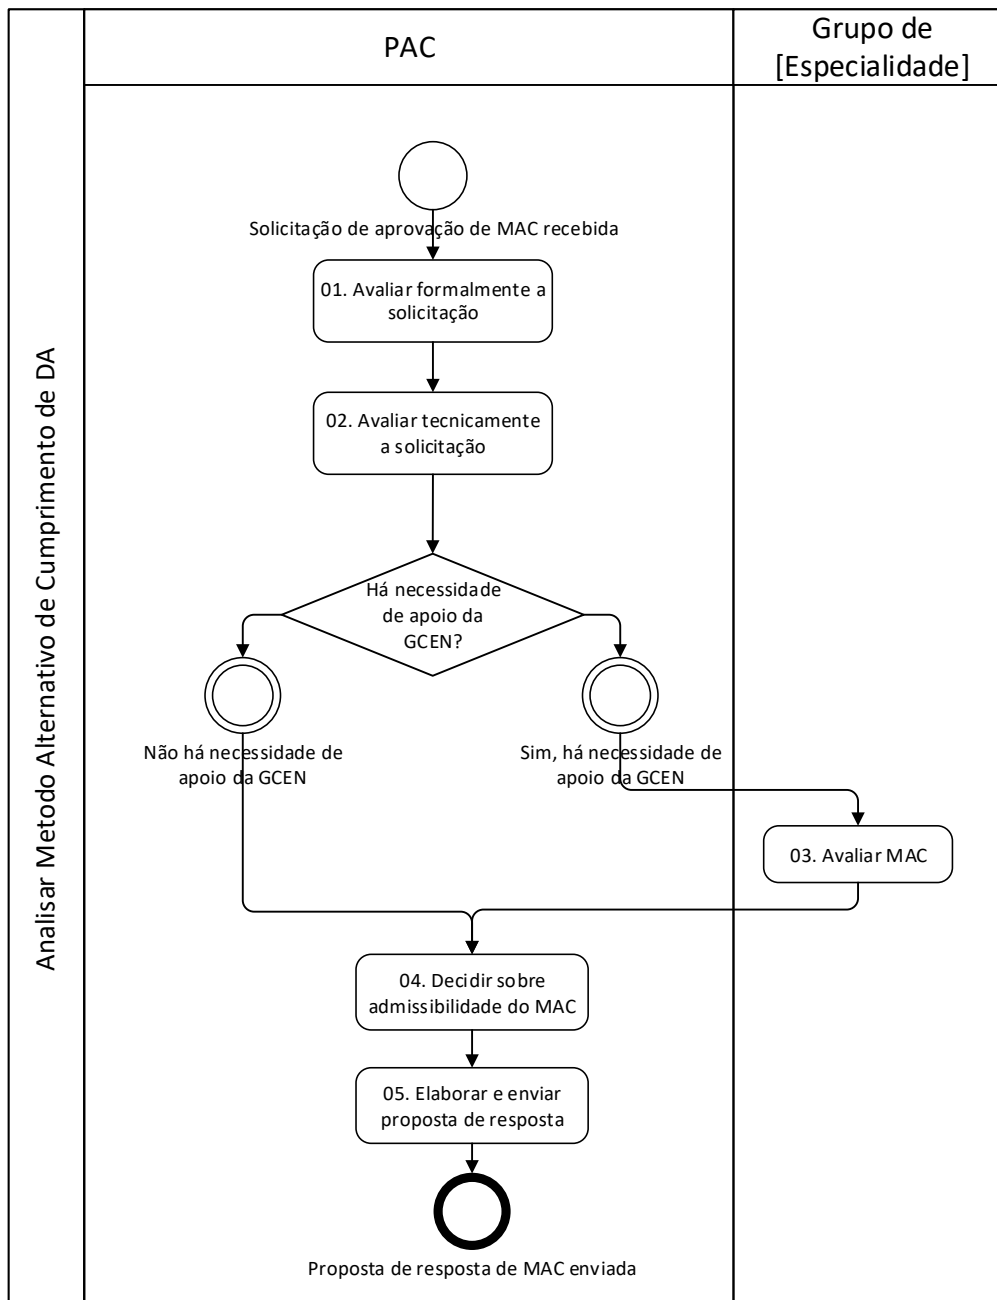 PAC
Grupo de
[Especialidade]
Analisar Metodo Alternativo de Cumprimento de DA
Solicitação de aprovação de MAC recebida
01. Avaliar formalmente a
solicitação
02. Avaliar tecnicamente
a solicitação
Há necessidade
de apoio da
GCEN?
Não há necessidade de
apoio da GCEN
Sim, há necessidade de
apoio da GCEN
03. Avaliar MAC
04. Decidir sobre
admissibilidade do MAC
05. Elaborar e enviar
proposta de resposta
Proposta de resposta de MAC enviada